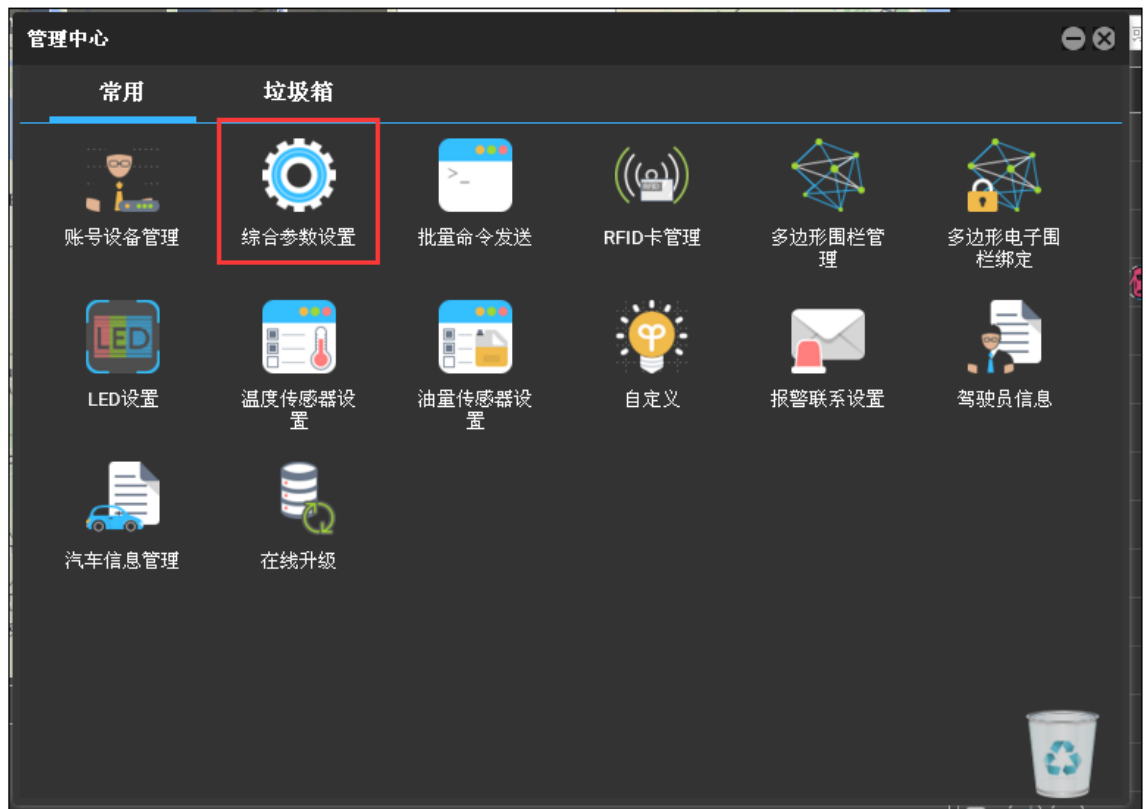 管理中心
常用
垃圾箱
账号设备管理
综合参数设置
>_
批量命令发送
RFID
RFID卡管理
多边形围栏管
理
多边形电子围
栏绑定
LED
LED设置
温度传感器设
置
油量传感器设
置
自定义
报警联系设置
驾驶员信息
汽车信息管理
在线升级